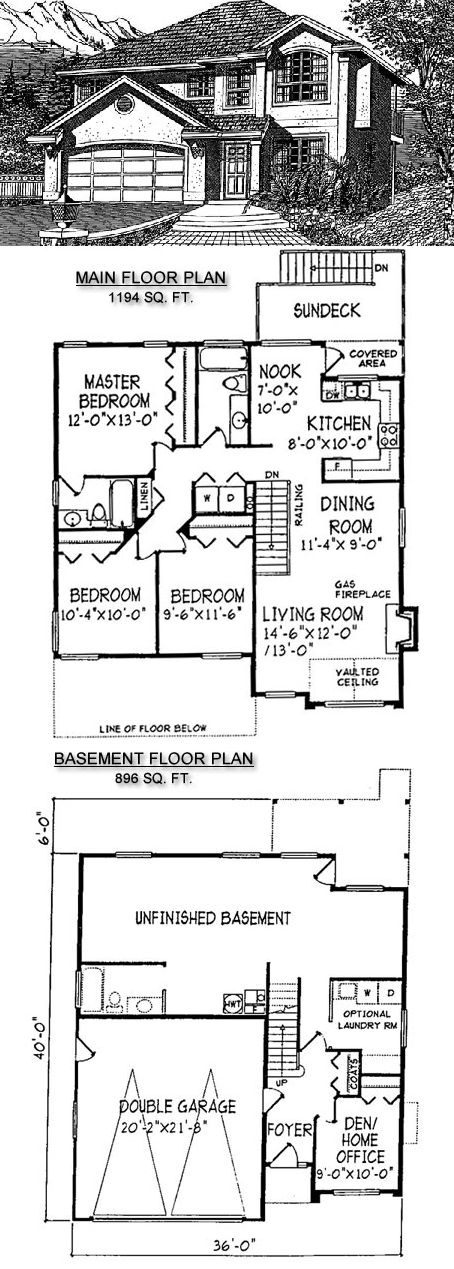 MAIN FLOOR PLAN
1194 SQ. FT.
DN
SUNDECK
COVERED
AREA
MASTER
BEDROOM
12'-0"X13'-0"
NOOK
7'-0"X
10'-0"
DW
KITCHEN
8'-0"X10'-0"
F
LINEN
W D
DN
RAILING
DINING
ROOM
11'-4"X 9'-0"
GAS
FIREPLACE
BEDROOM
10'-4"X10'-0"
BEDROOM
9'-6"X11'-6"
LIVING ROOM
14'-6"X12'-0"
/13'-0"
VAULTED
CEILING
LINE OF FLOOR BELOW
BASEMENT FLOOR PLAN
896 SQ. FT.
6'-0"
UNFINISHED BASEMENT
HWT
F
W D
OPTIONAL
LAUNDRY RM
40'-0"
UP
COATS
DOUBLE GARAGE
20'-2"X21'-8"
FOYER
DEN/
HOME
OFFICE
9'-0"X10'-0"
36'-0"